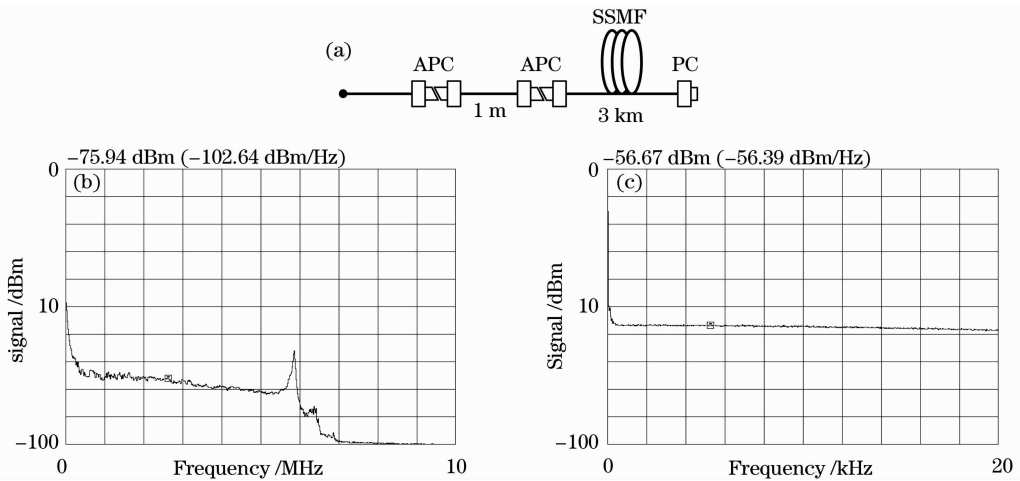 SSMF
(a)
APC
APC
PC
1 m
3 km
−75.94 dBm (−102.64 dBm/Hz)
0
(b)
signal /dBm
10
−100
0
Frequency /MHz
10
−56.67 dBm (−56.39 dBm/Hz)
0
(c)
Signal /dBm
10
−100
0
Frequency /kHz
20